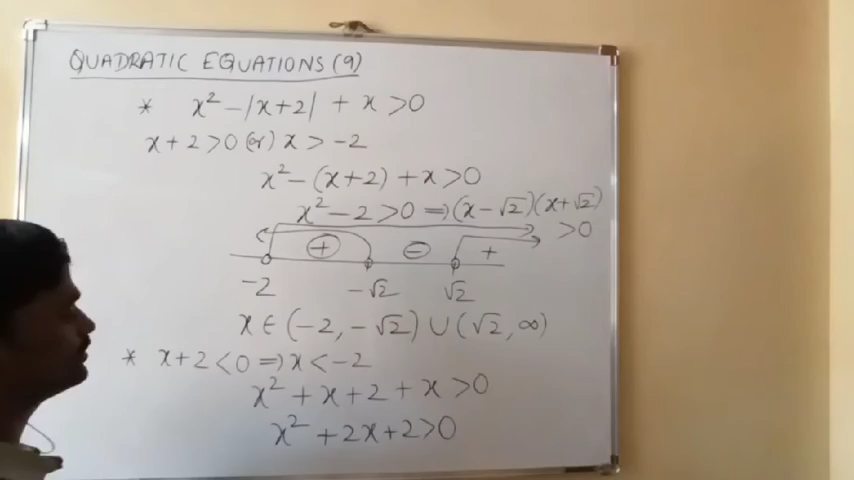 QUADRATIC EQUATIONS (9)
* x² - |x+2| + x > 0
x+2 > 0 (or) x > -2
x² - (x+2) + x > 0
x² - 2 > 0 ⇒ (x-√2)(x+√2) > 0
+ - +
-2 -√2 √2
x ∈ (-2, -√2) ∪ (√2, ∞)
* x+2 < 0 ⇒ x < -2
x² + x + 2 + x > 0
x² + 2x + 2 > 0